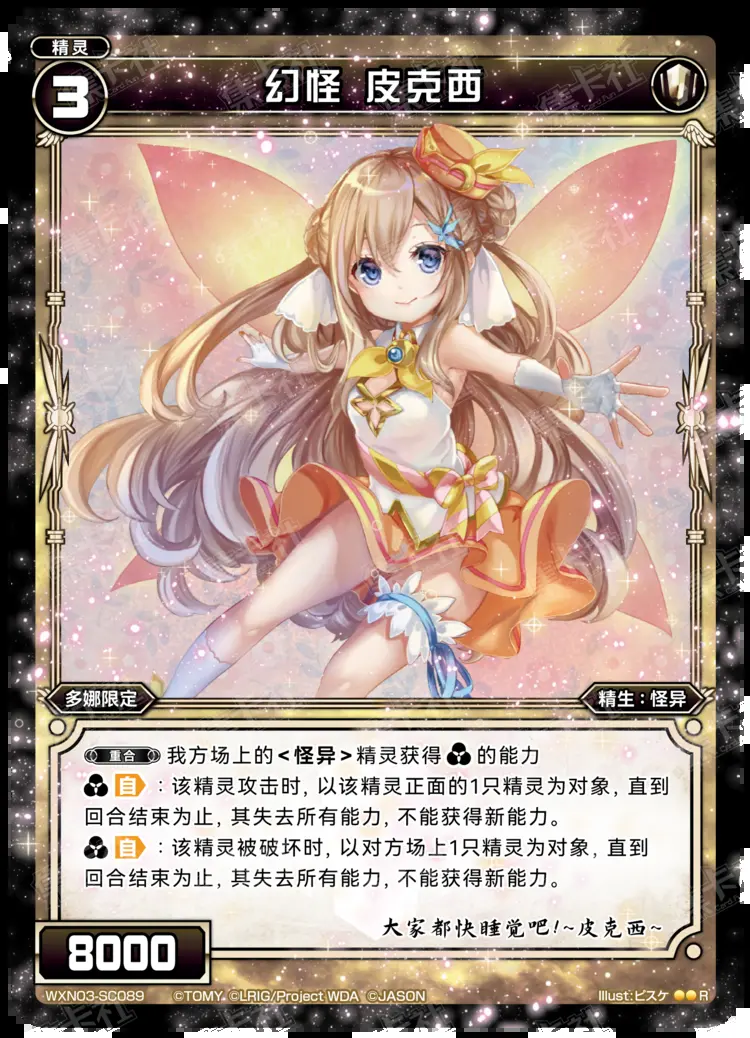 精灵
3
幻怪 皮克西
多娜限定
精生：怪异
重合 我方场上的<怪异>精灵获得的能力
自：该精灵攻击时，以该精灵正面的1只精灵为对象，直到
回合结束为止，其失去所有能力，不能获得新能力。
自：该精灵被破坏时，以对方场上1只精灵为对象，直到
回合结束为止，其失去所有能力，不能获得新能力。
大家都快睡觉吧！~皮克西~
8000
WXN03-SC089 ©TOMY ©LRIG/Project WDA ©JASON Illust:ビスケ R
集卡社